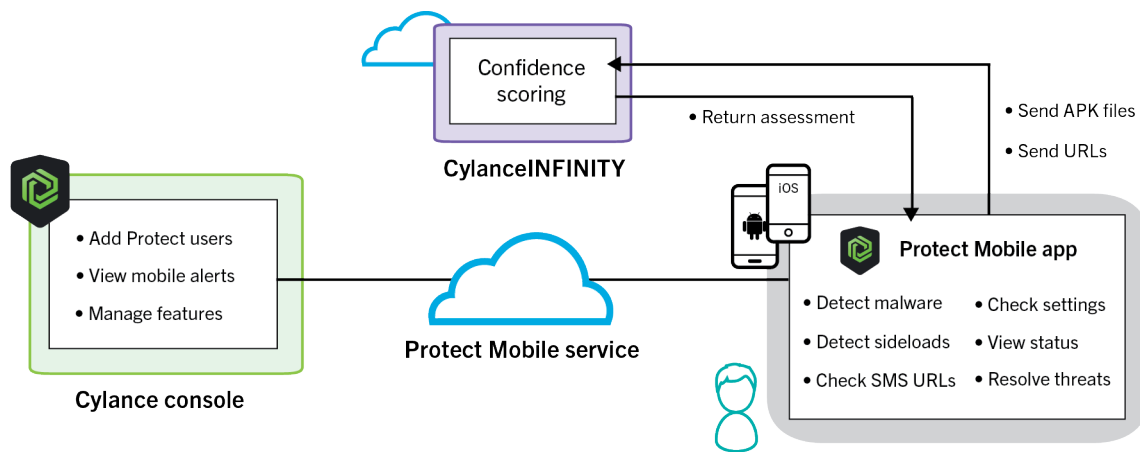 Confidence
scoring
CylanceINFINITY
• Return assessment
• Send APK files
• Send URLs
• Add Protect users
• View mobile alerts
• Manage features
Cylance console
Protect Mobile service
iOS
Protect Mobile app
• Detect malware
• Detect sideloads
• Check SMS URLs
• Check settings
• View status
• Resolve threats